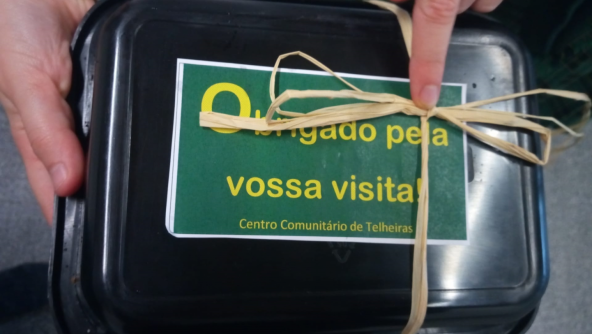 Obrigado pela
vossa visita!
Centro Comunitário de Telheiras